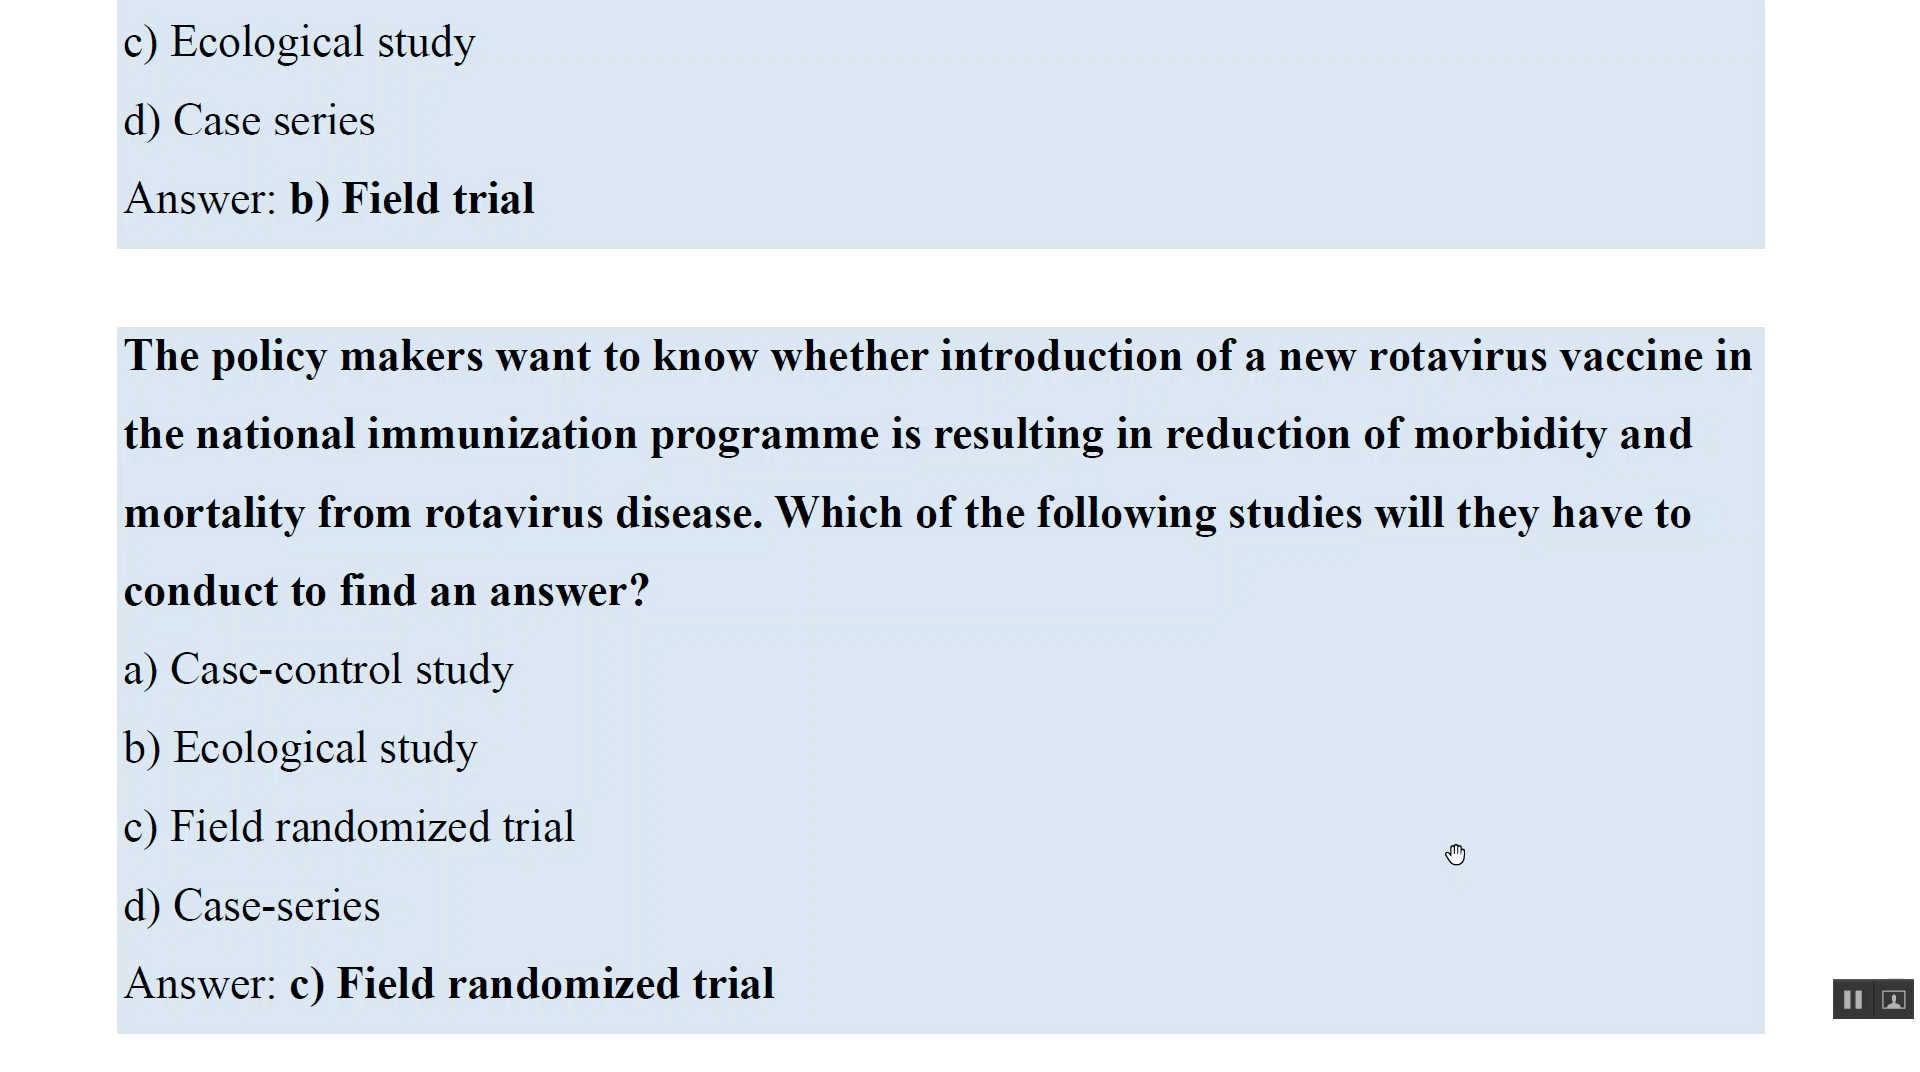 c) Ecological study
d) Case series
Answer: b) Field trial
The policy makers want to know whether introduction of a new rotavirus vaccine in
the national immunization programme is resulting in reduction of morbidity and
mortality from rotavirus disease. Which of the following studies will they have to
conduct to find an answer?
a) Case-control study
b) Ecological study
c) Field randomized trial
d) Case-series
Answer: c) Field randomized trial